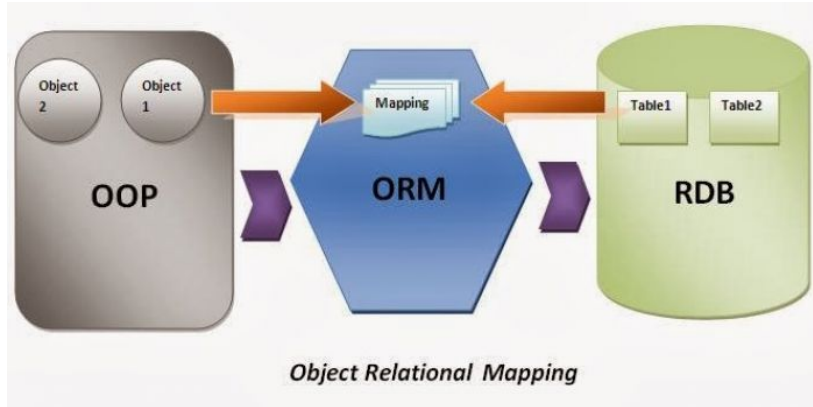 Object
2
Object
1
Mapping
Table1
Table2
OOP
ORM
RDB
Object Relational Mapping